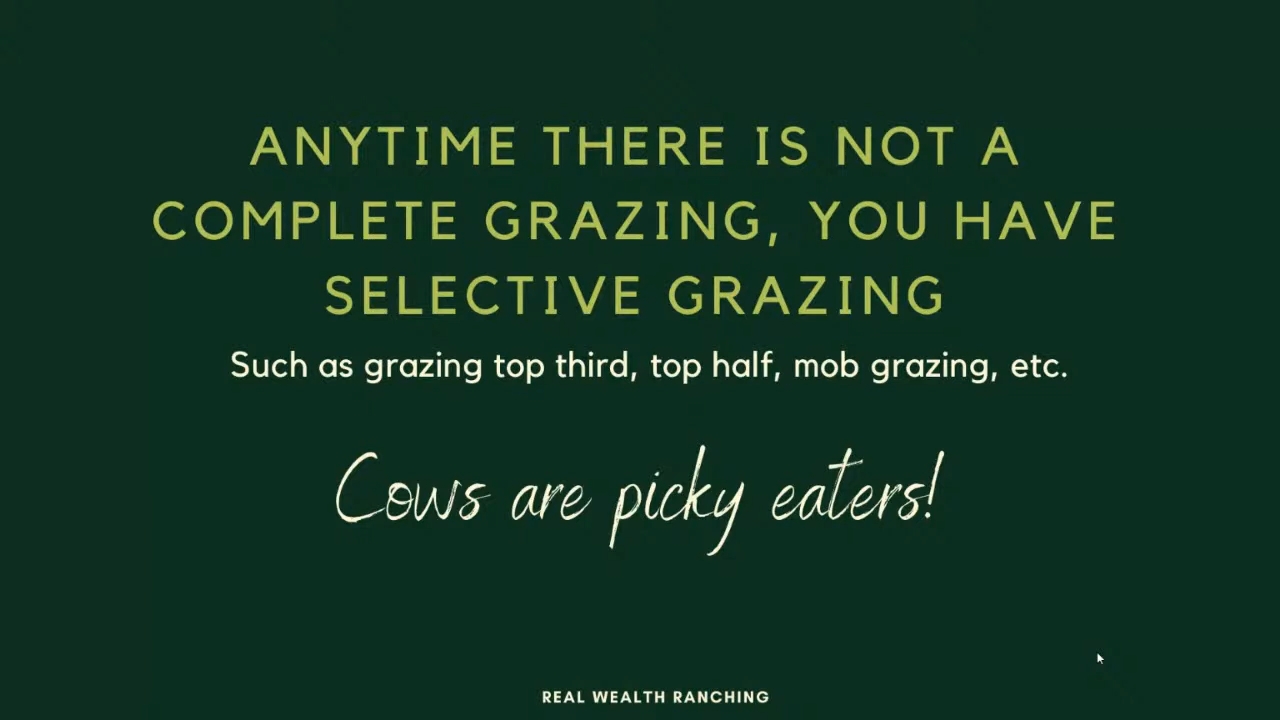 ANYTIME THERE IS NOT A
COMPLETE GRAZING, YOU HAVE
SELECTIVE GRAZING
Such as grazing top third, top half, mob grazing, etc.
Cows are picky eaters!
REAL WEALTH RANCHING